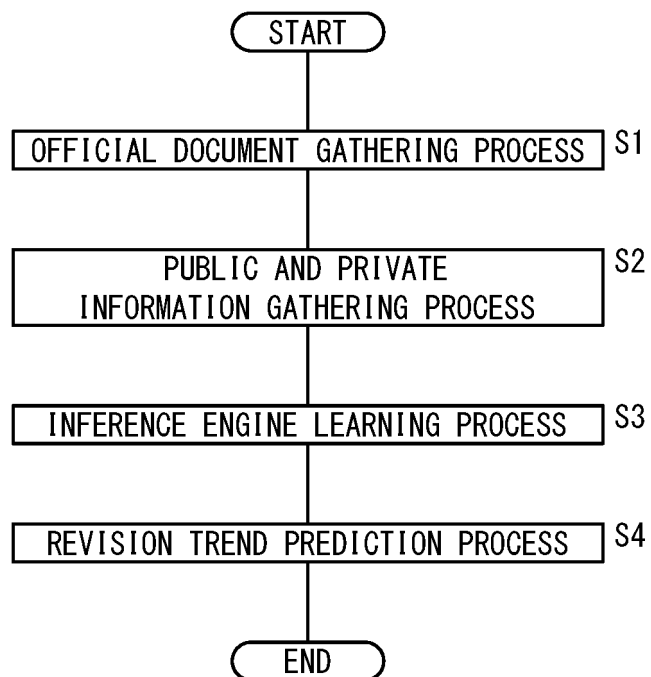 START
OFFICIAL DOCUMENT GATHERING PROCESS S1
PUBLIC AND PRIVATE S2
INFORMATION GATHERING PROCESS
INFERENCE ENGINE LEARNING PROCESS S3
REVISION TREND PREDICTION PROCESS S4
END